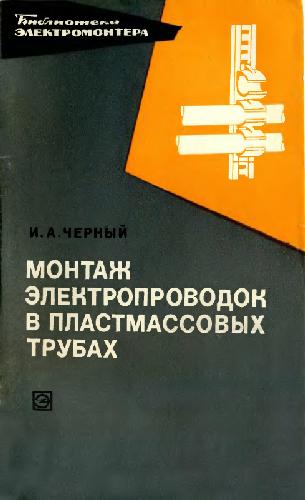 Библиотека
ЭЛЕКТРОМОНТЕРА
И.А.ЧЕРНЫЙ
МОНТАЖ
ЭЛЕКТРОПРОВОДОК
В ПЛАСТМАССОВЫХ
ТРУБАХ